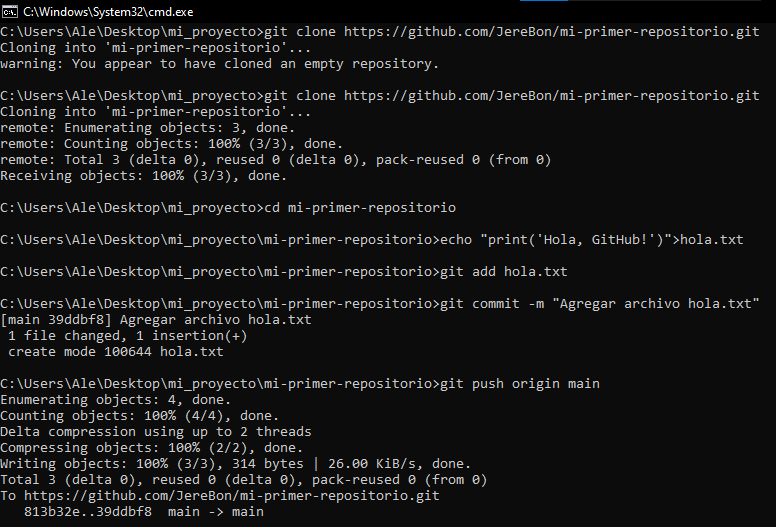 C:\Windows\System32\cmd.exe
C:\Users\Ale\Desktop\mi_proyecto>git clone https://github.com/JereBon/mi-primer-repositorio.git
Cloning into 'mi-primer-repositorio'...
warning: You appear to have cloned an empty repository.
C:\Users\Ale\Desktop\mi_proyecto>git clone https://github.com/JereBon/mi-primer-repositorio.git
Cloning into 'mi-primer-repositorio'...
remote: Enumerating objects: 3, done.
remote: Counting objects: 100% (3/3), done.
remote: Total 3 (delta 0), reused 0 (delta 0), pack-reused 0 (from 0)
Receiving objects: 100% (3/3), done.
C:\Users\Ale\Desktop\mi_proyecto>cd mi-primer-repositorio
C:\Users\Ale\Desktop\mi_proyecto\mi-primer-repositorio>echo "print('Hola, GitHub!')">hola.txt
C:\Users\Ale\Desktop\mi_proyecto\mi-primer-repositorio>git add hola.txt
C:\Users\Ale\Desktop\mi_proyecto\mi-primer-repositorio>git commit -m "Agregar archivo hola.txt"
[main 39ddbf8] Agregar archivo hola.txt
 1 file changed, 1 insertion(+)
 create mode 100644 hola.txt
C:\Users\Ale\Desktop\mi_proyecto\mi-primer-repositorio>git push origin main
Enumerating objects: 4, done.
Counting objects: 100% (4/4), done.
Delta compression using up to 2 threads
Compressing objects: 100% (2/2), done.
Writing objects: 100% (3/3), 314 bytes | 26.00 KiB/s, done.
Total 3 (delta 0), reused 0 (delta 0), pack-reused 0 (from 0)
To https://github.com/JereBon/mi-primer-repositorio.git
   813b32e..39ddbf8  main -> main